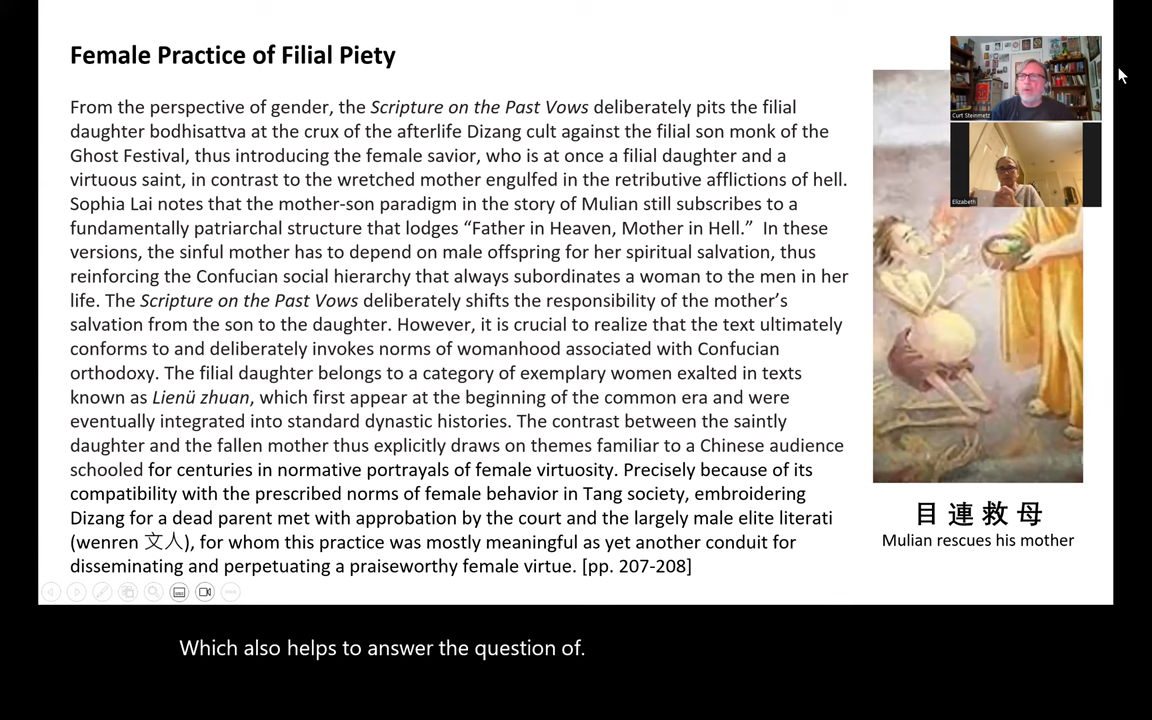 Female Practice of Filial Piety
From the perspective of gender, the Scripture on the Past Vows deliberately pits the filial
daughter bodhisattva at the crux of the afterlife Dizang cult against the filial son monk of the
Ghost Festival, thus introducing the female savior, who is at once a filial daughter and a
virtuous saint, in contrast to the wretched mother engulfed in the retributive afflictions of hell.
Sophia Lai notes that the mother-son paradigm in the story of Mulian still subscribes to a
fundamentally patriarchal structure that lodges “Father in Heaven, Mother in Hell.”  In these
versions, the sinful mother has to depend on male offspring for her spiritual salvation, thus
reinforcing the Confucian social hierarchy that always subordinates a woman to the men in her
life. The Scripture on the Past Vows deliberately shifts the responsibility of the mother’s
salvation from the son to the daughter. However, it is crucial to realize that the text ultimately
conforms to and deliberately invokes norms of womanhood associated with Confucian
orthodoxy. The filial daughter belongs to a category of exemplary women exalted in texts
known as Lienü zhuan, which first appear at the beginning of the common era and were
eventually integrated into standard dynastic histories. The contrast between the saintly
daughter and the fallen mother thus explicitly draws on themes familiar to a Chinese audience
schooled for centuries in normative portrayals of female virtuosity. Precisely because of its
compatibility with the prescribed norms of female behavior in Tang society, embroidering
Dizang for a dead parent met with approbation by the court and the largely male elite literati
(wenren 文人), for whom this practice was mostly meaningful as yet another conduit for
disseminating and perpetuating a praiseworthy female virtue. [pp. 207-208]
Curt Steinmetz
Elizabeth
目連救母
Mulian rescues his mother
Which also helps to answer the question of.